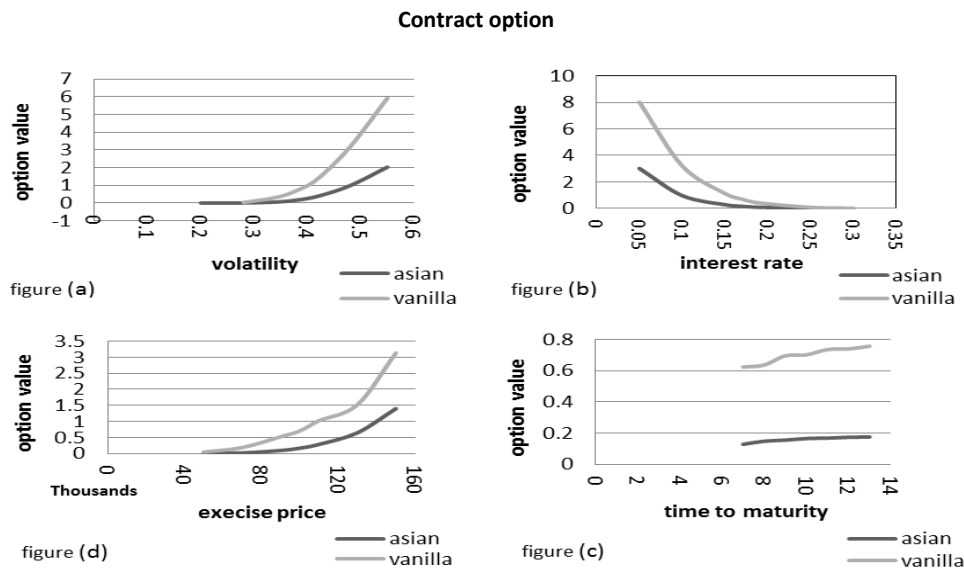 Contract option
7
6
5
4
3
2
1
0
-1
option value
0
0.1
0.2
0.3
0.4
0.5
0.6
volatility
asian
vanilla
figure (a)
10
8
6
4
2
0
option value
0
0.05
0.1
0.15
0.2
0.25
0.3
0.35
interest rate
asian
vanilla
figure (b)
3.5
3
2.5
2
1.5
1
0.5
0
option value
0
40
80
120
160
Thousands
execise price
asian
vanilla
figure (d)
0.8
0.6
0.4
0.2
0
option value
0
2
4
6
8
10
12
14
time to maturity
asian
vanilla
figure (c)